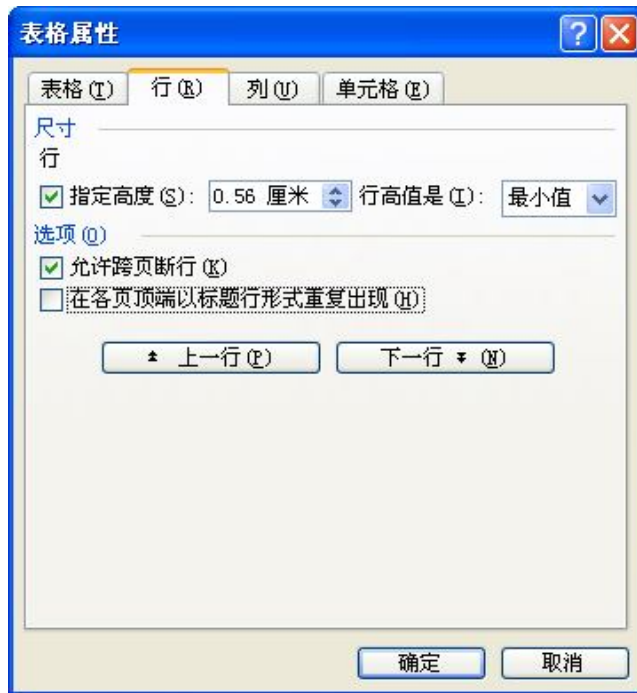 表格属性
表格(T) 行(R) 列(U) 单元格(E)
尺寸
行
指定高度(S): 0.56 厘米 行高值是(I): 最小值
选项(O)
允许跨页断行(K)
在各页顶端以标题行形式重复出现(H)
上一行(P) 下一行(N)
确定 取消